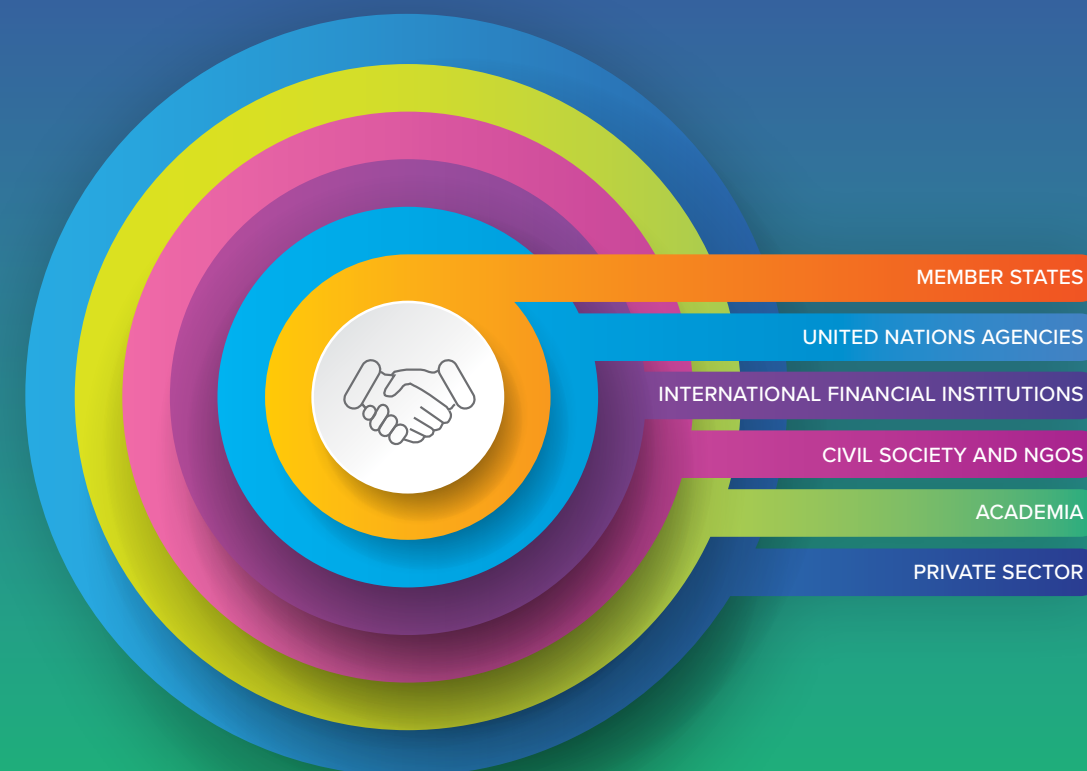 MEMBER STATES
UNITED NATIONS AGENCIES
INTERNATIONAL FINANCIAL INSTITUTIONS
CIVIL SOCIETY AND NGOS
ACADEMIA
PRIVATE SECTOR